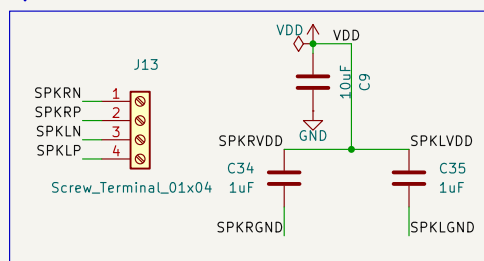 VDD
VDD
J13
10uF
C9
SPKRN
1
SPKRP
2
SPKLN
3
SPKLP
4
GND
SPKRVDD
SPKLVDD
C34
1uF
C35
1uF
Screw_Terminal_01x04
SPKRGND
SPKLGND